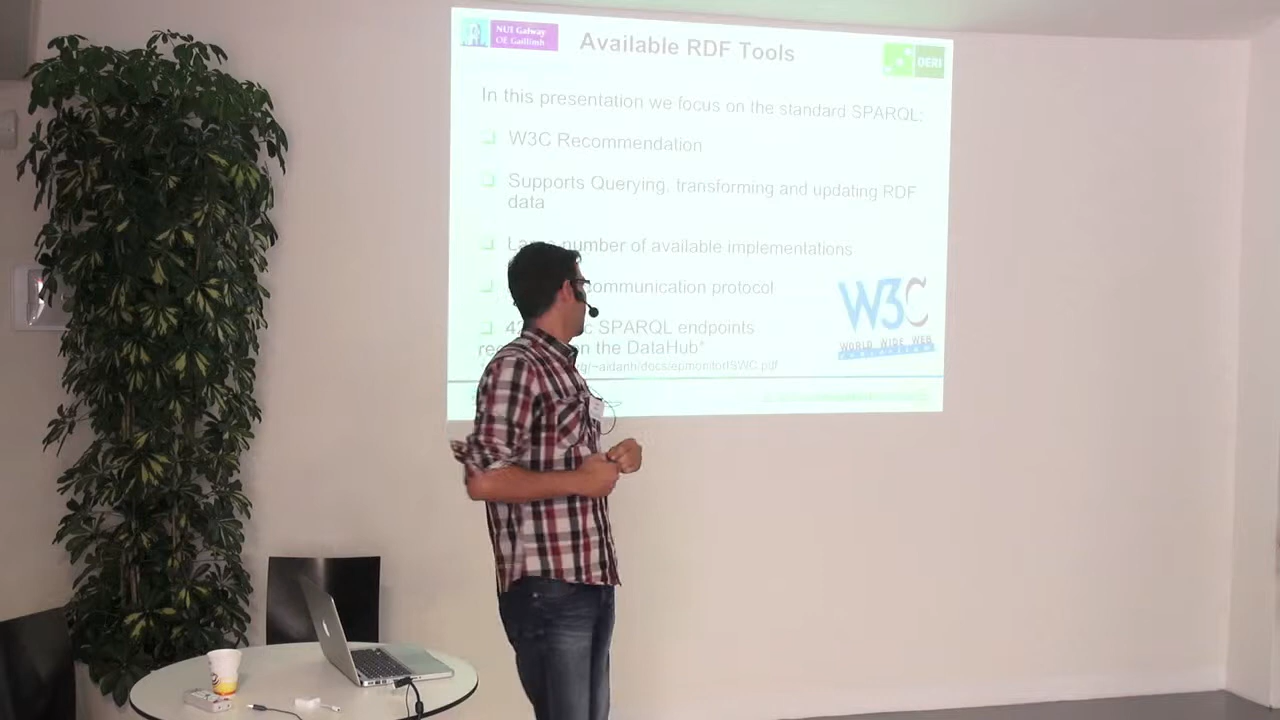 NUI Galway
OÉ Gaillimh
Available RDF Tools
DERI
In this presentation we focus on the standard SPARQL:
W3C Recommendation
Supports Querying, transforming and updating RDF
data
number of available implementations
communication protocol
SPARQL endpoints
on the DataHub*
W3C
WORLD WIDE WEB